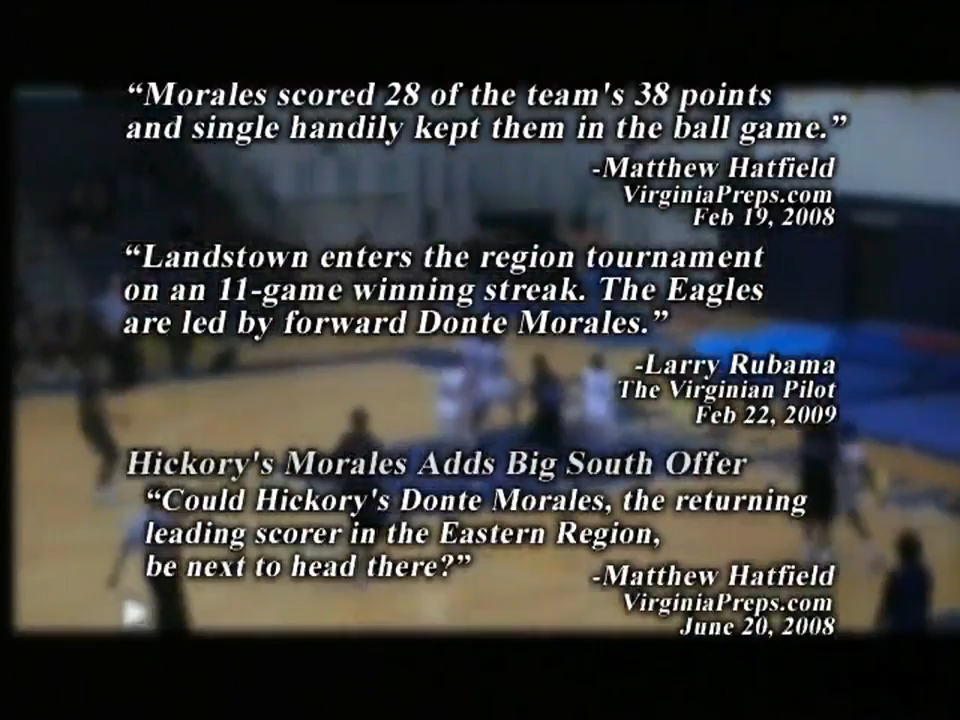 “Morales scored 28 of the team's 38 points
and single handily kept them in the ball game.”
-Matthew Hatfield
VirginiaPreps.com
Feb 19, 2008
“Landstown enters the region tournament
on an 11-game winning streak. The Eagles
are led by forward Donte Morales.”
-Larry Rubama
The Virginian Pilot
Feb 22, 2009
Hickory's Morales Adds Big South Offer
“Could Hickory's Donte Morales, the returning
leading scorer in the Eastern Region,
be next to head there?”
-Matthew Hatfield
VirginiaPreps.com
June 20, 2008